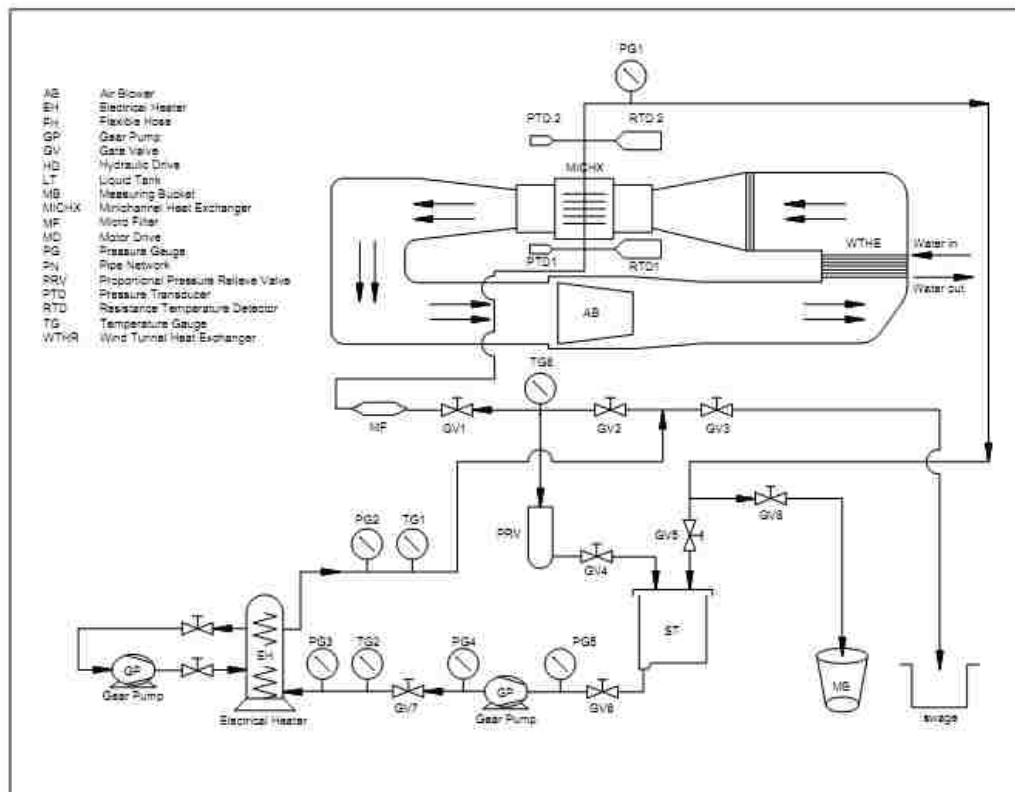 PG1
AB Air Blower
EH Electrical Heater
FH Flexible Hose
GP Gear Pump
GV Gate Valve
HD Hydraulic Drive
LT Liquid Tank
MB Measuring Bucket
MICHX Minichannel Heat Exchanger
MF Micro Filter
MD Motor Drive
PG Pressure Gauge
PN Pipe Network
PRV Proportional Pressure Relieve Valve
PTD Pressure Transducer
RTD Resistance Temperature Detector
TG Temperature Gauge
WTHR Wind Tunnel Heat Exchanger
PTD.2 RTD.2
MICHX
PTD1 RTD1
WTHE Water in
Water out
AB
TG6
MF GV1 GV2 GV3
PG2 TG1
PRV GV4 GV5 GV8
EH
ST
GP
Gear Pump
Electrical Heater
PG3 TG2 PG4 PG5
GV7 GP GV6
Gear Pump
MB
swage